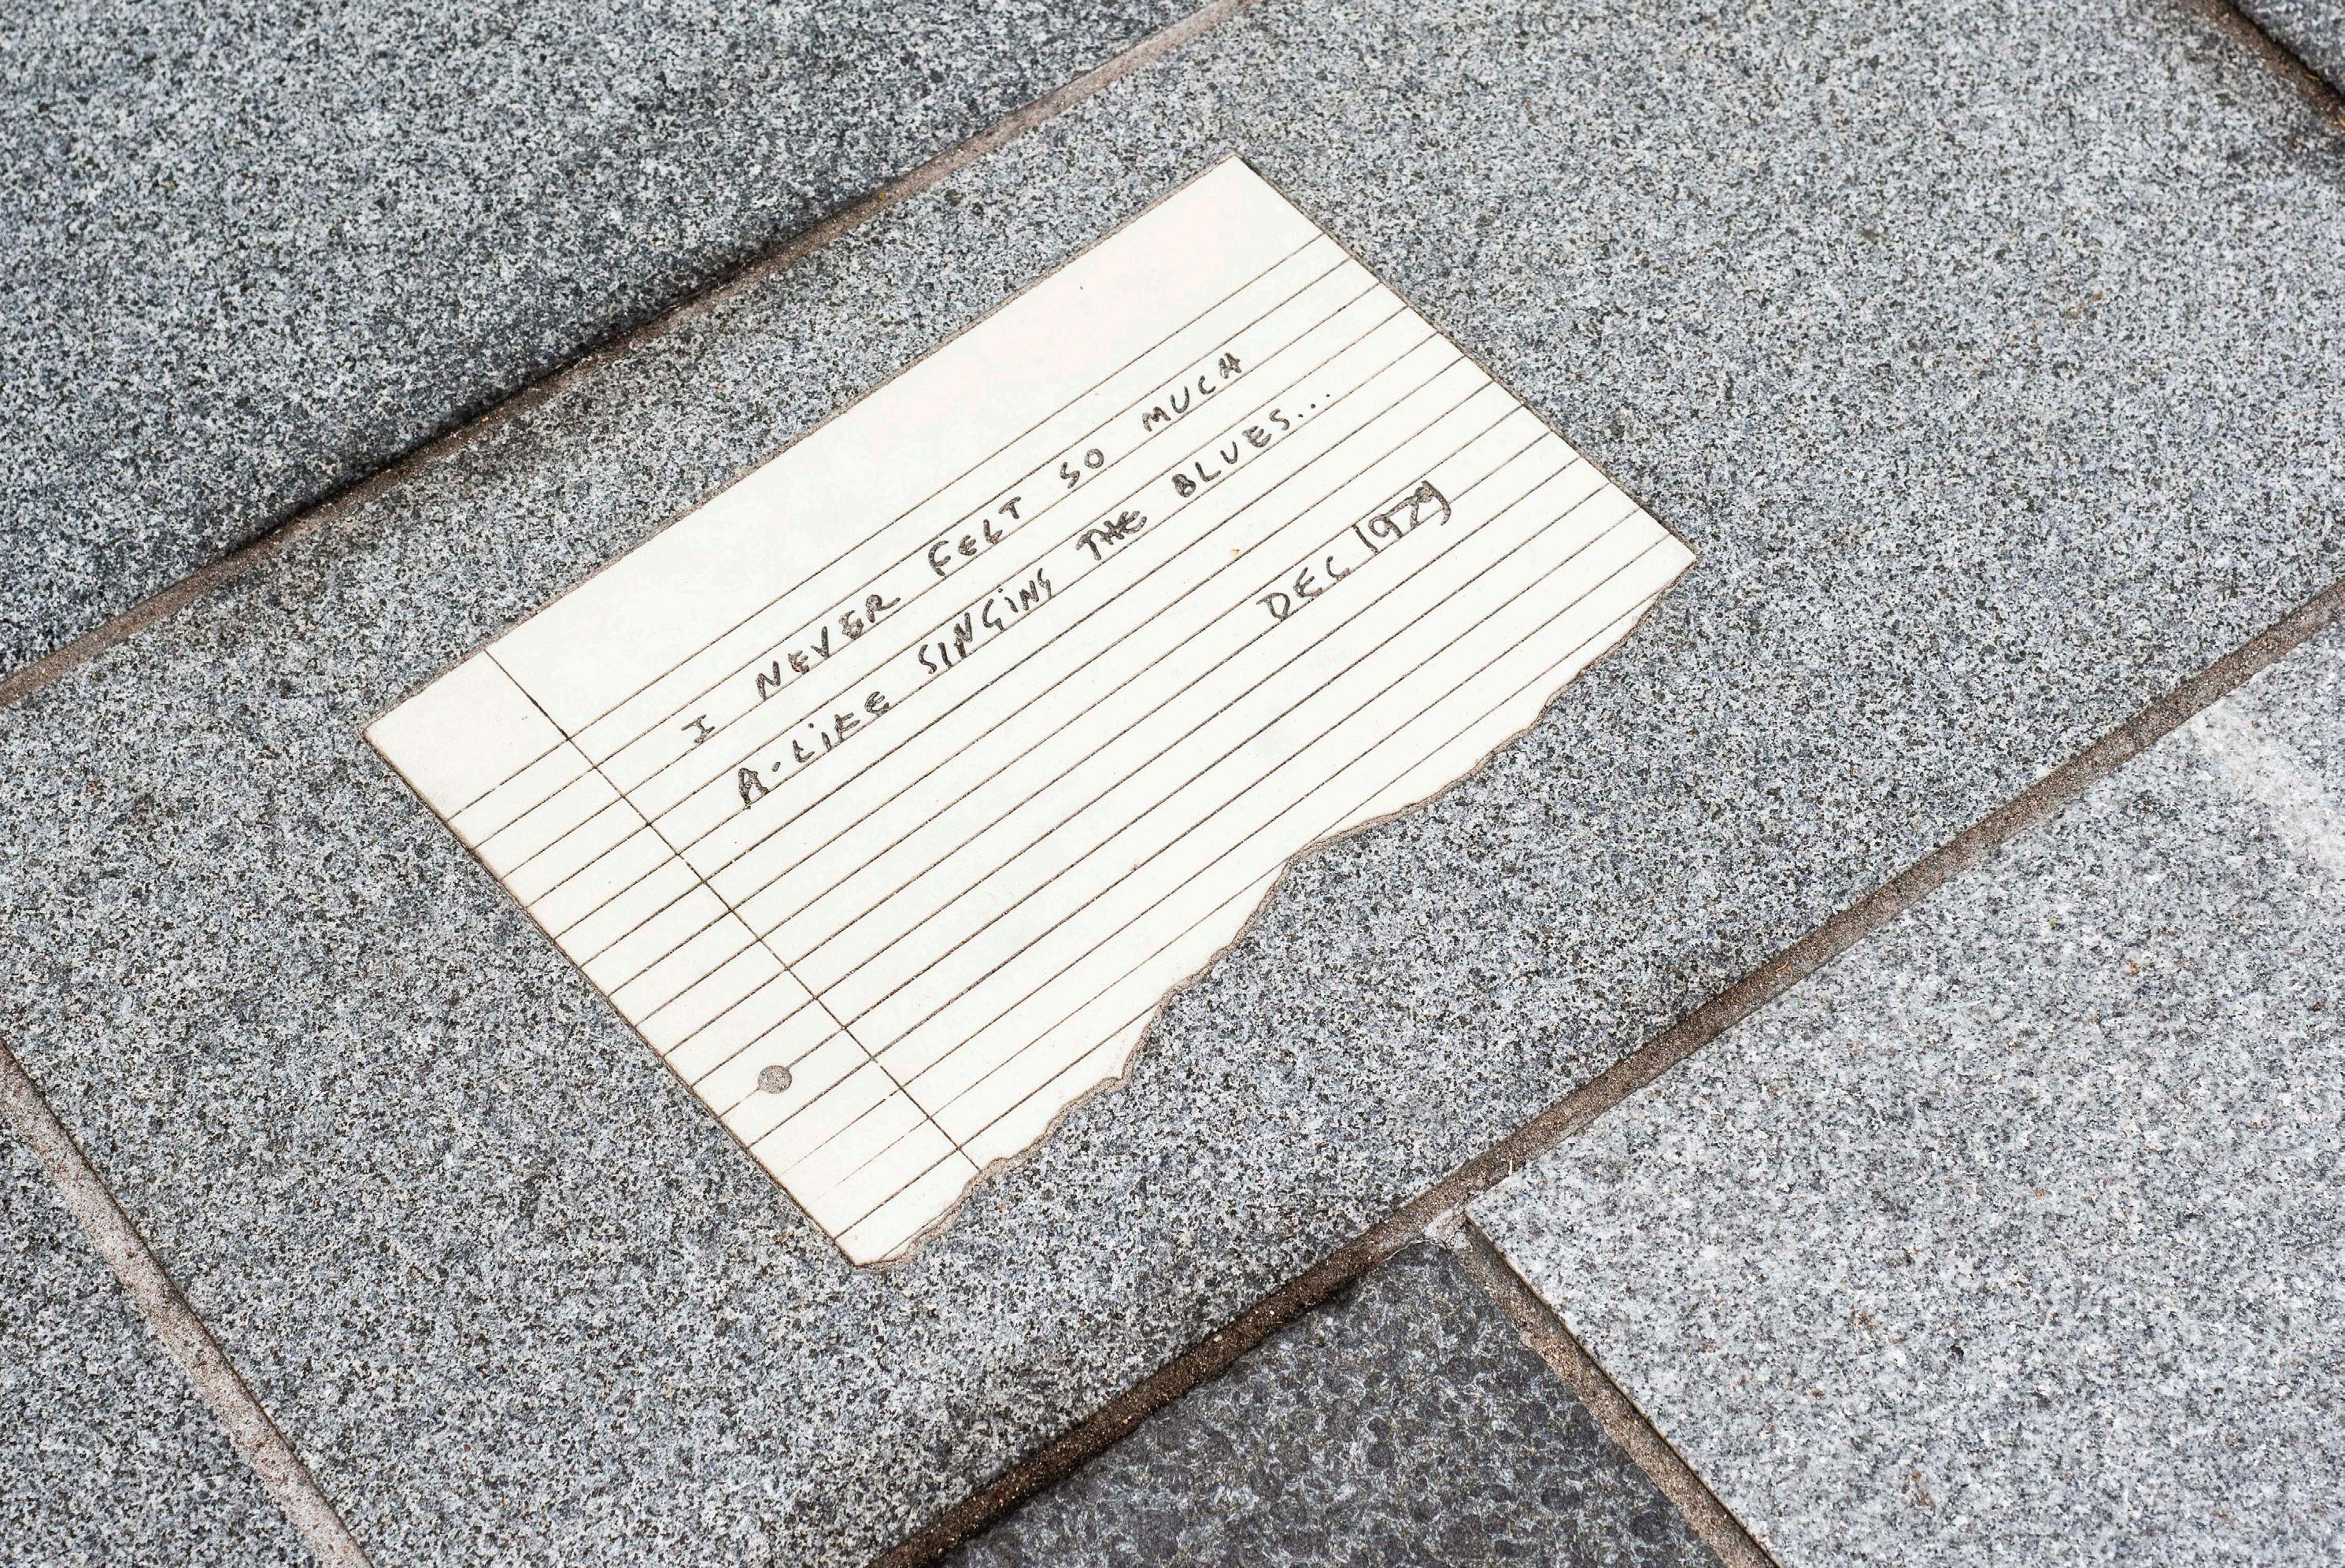 I NEVER FELT SO MUCH
A-LIKE SINGING THE BLUES...
DEC 1979